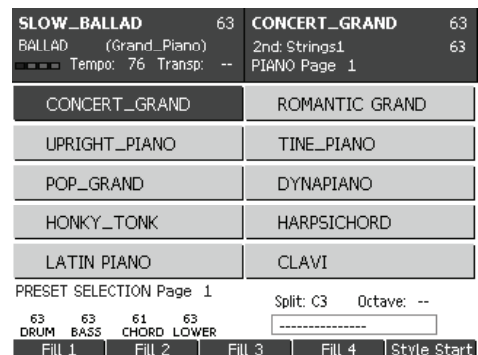 SLOW_BALLAD 63 CONCERT_GRAND 63
BALLAD (Grand_Piano) 2nd: Strings1 63
Tempo: 76 Transp: -- PIANO Page 1
CONCERT_GRAND ROMANTIC GRAND
UPRIGHT_PIANO TINE_PIANO
POP_GRAND DYNAPIANO
HONKY_TONK HARPSICHORD
LATIN PIANO CLAVI
PRESET SELECTION Page 1
Split: C3 Octave: --
63 63 61 63
DRUM BASS CHORD LOWER
---------------
Fill 1 Fill 2 Fill 3 Fill 4 Style Start